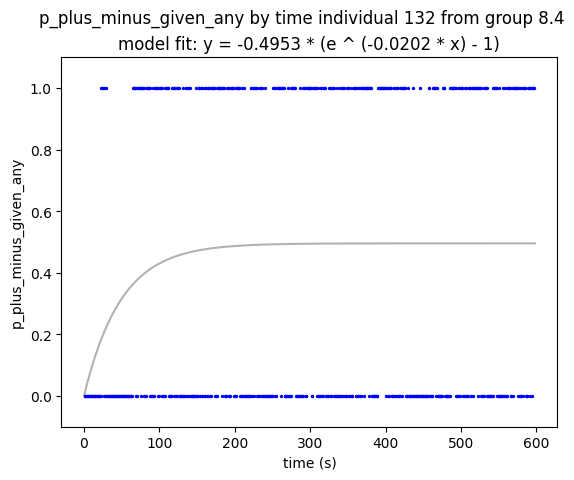 p_plus_minus_given_any by time individual 132 from group 8.4
model fit: y = -0.4953 * (e ^ (-0.0202 * x) - 1)
p_plus_minus_given_any
1.0
0.8
0.6
0.4
0.2
0.0
0 100 200 300 400 500 600
time (s)